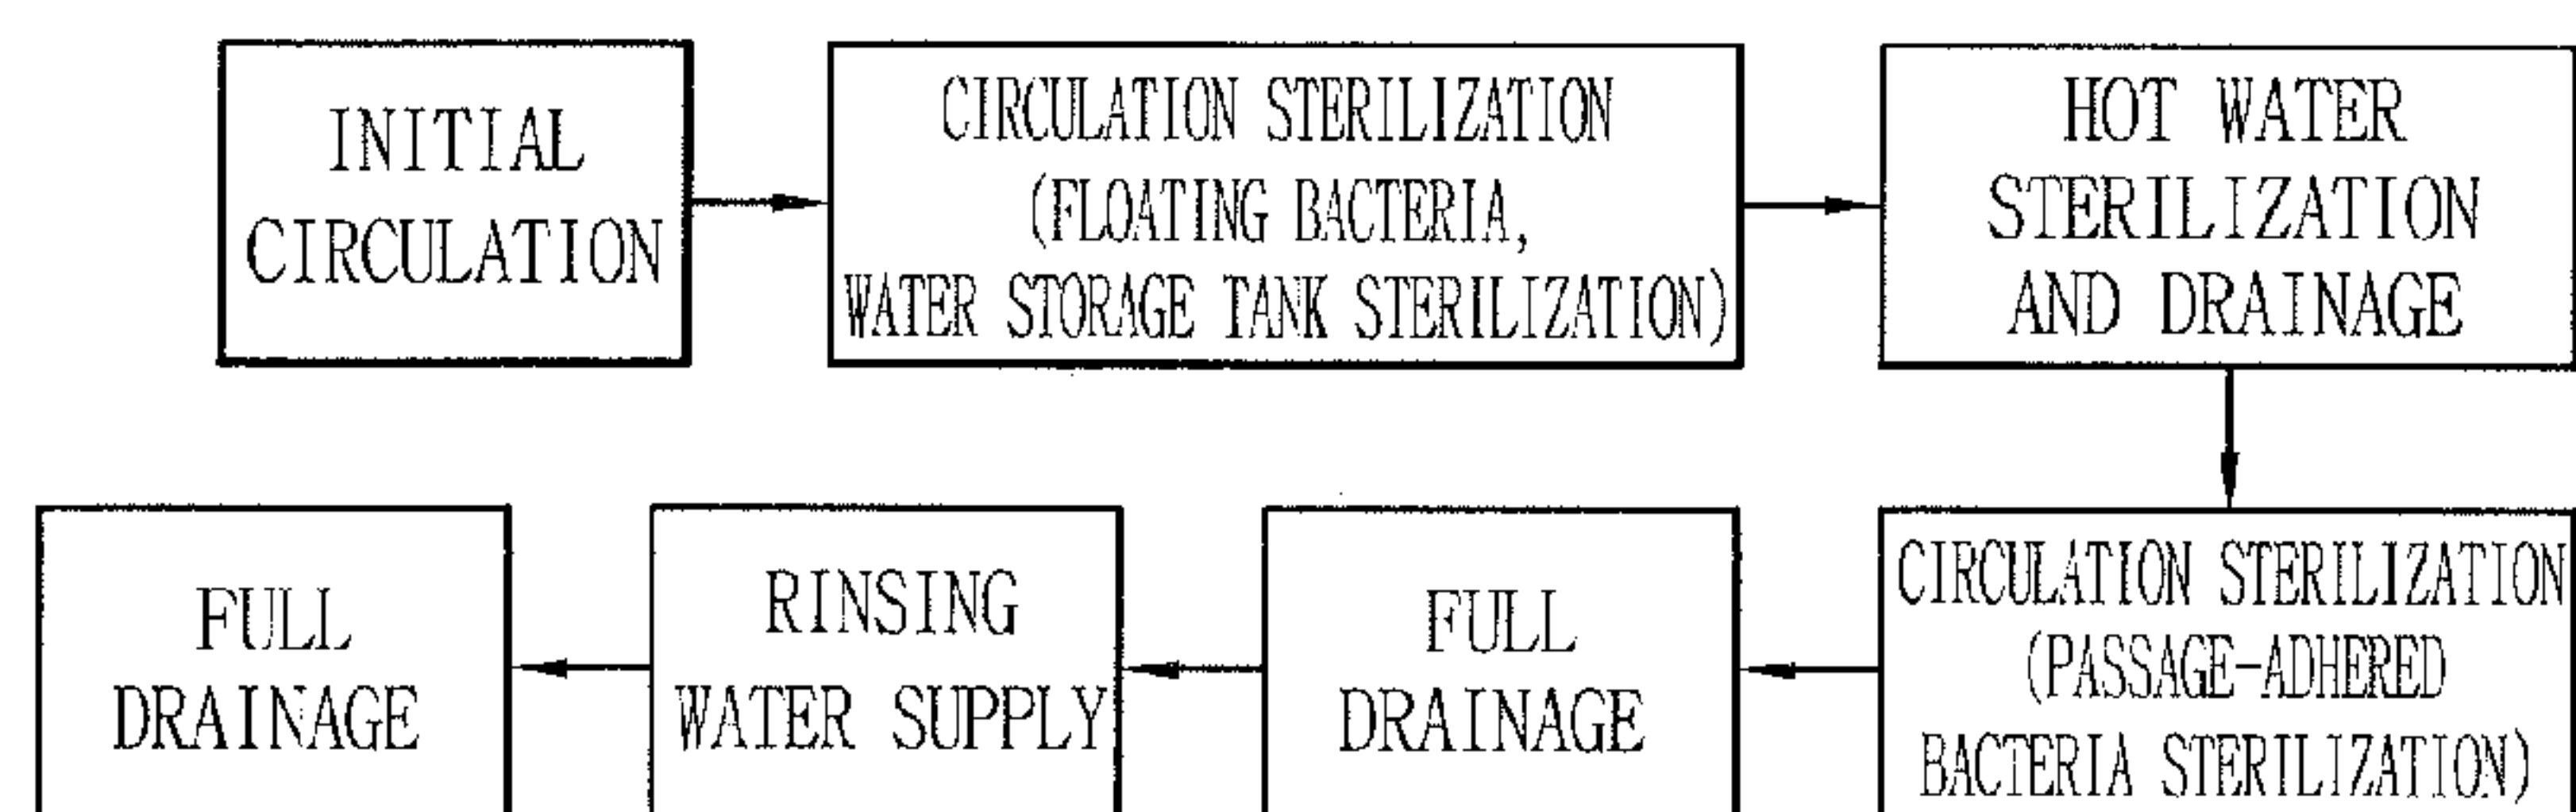 INITIAL
CIRCULATION
CIRCULATION STERILIZATION
(FLOATING BACTERIA,
WATER STORAGE TANK STERILIZATION)
HOT WATER
STERILIZATION
AND DRAINAGE
CIRCULATION STERILIZATION
(PASSAGE-ADHERED
BACTERIA STERILIZATION)
FULL
DRAINAGE
RINSING
WATER SUPPLY
FULL
DRAINAGE